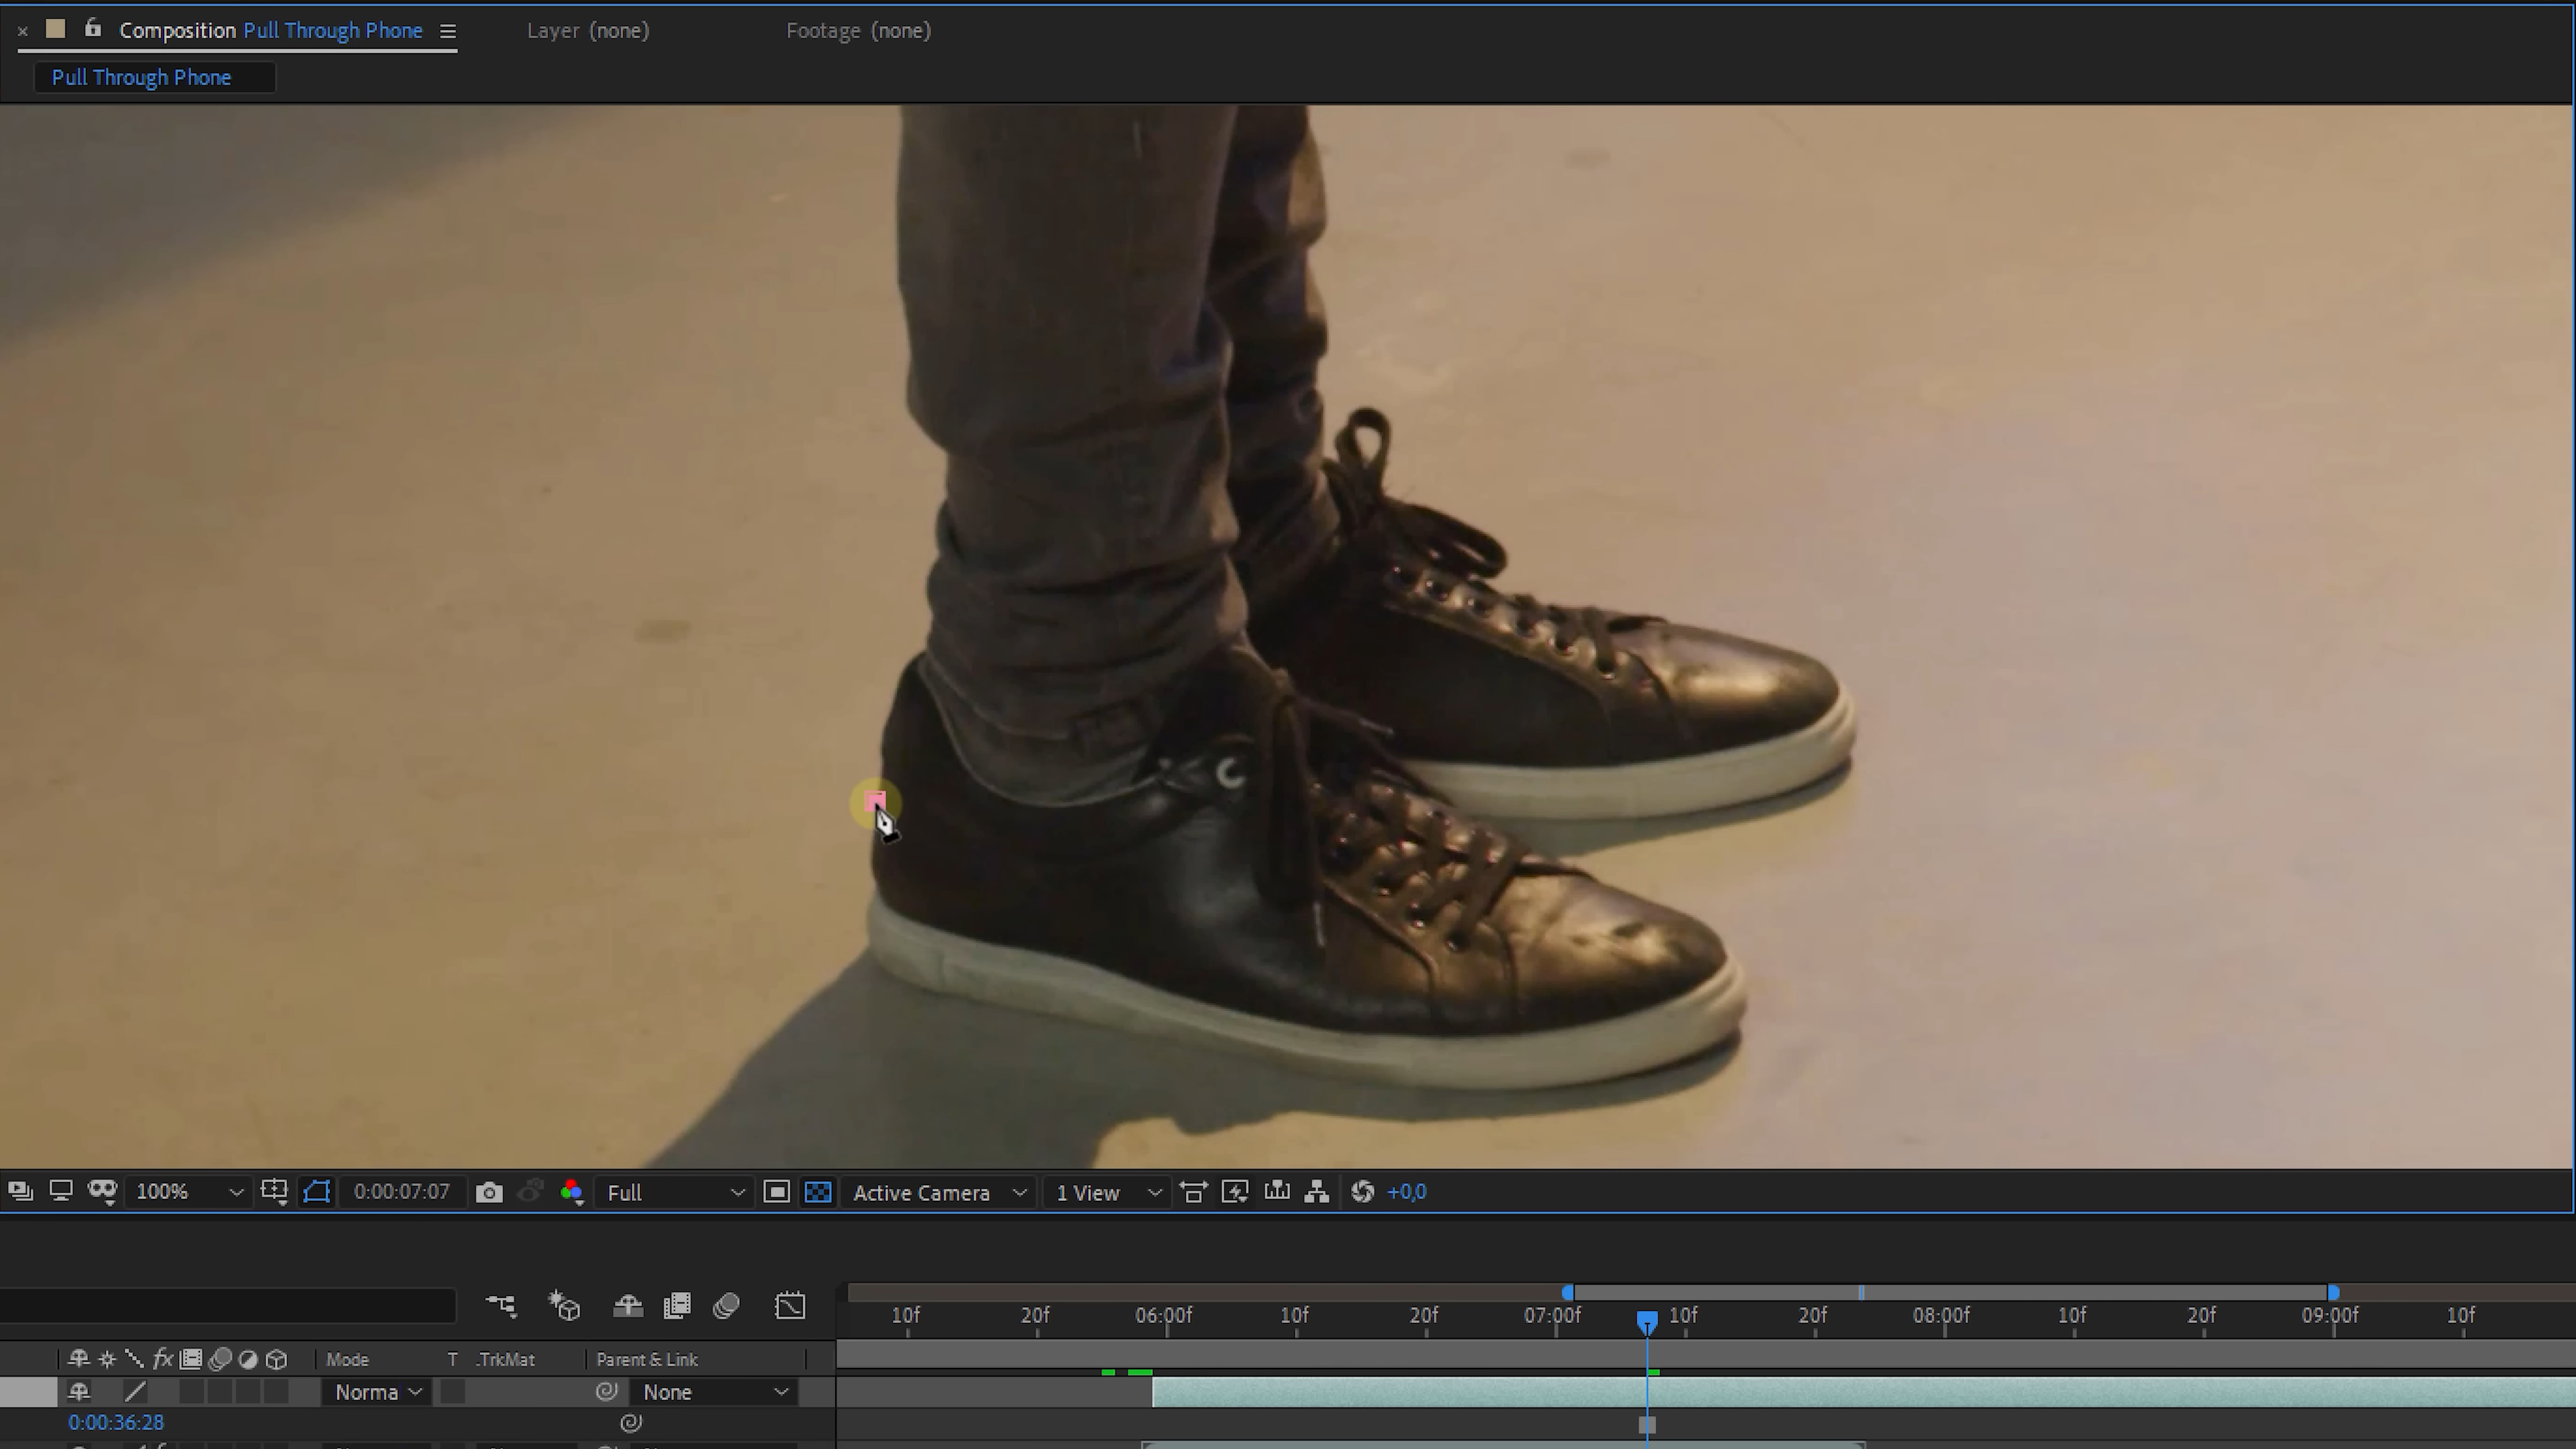 Composition Pull Through Phone
Layer (none)
Footage (none)
Pull Through Phone
100%
0:00:07:07
Full
Active Camera
1 View
+0,0
10f 20f 06:00f 10f 20f 07:00f 10f 20f 08:00f 10f 20f 09:00f 10f
fx Mode T .TrkMat Parent & Link
Norma None
0:00:36:28